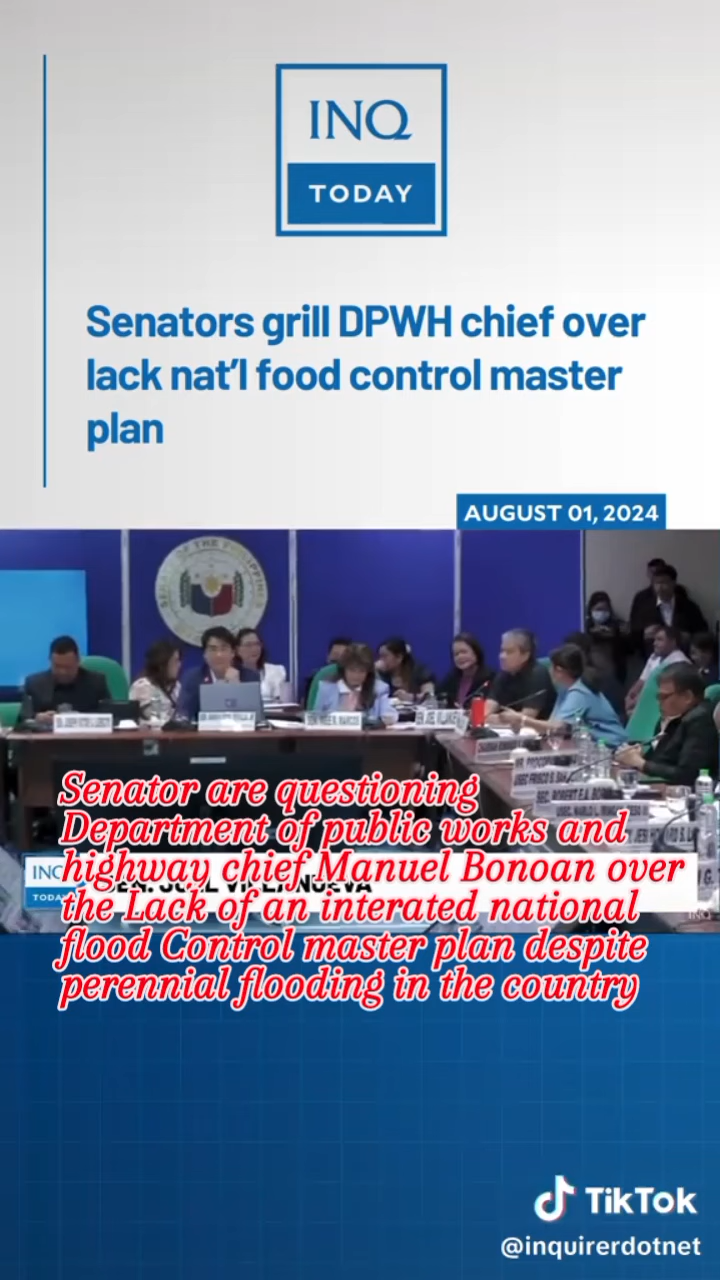 INQ
TODAY
Senators grill DPWH chief over
lack nat'l food control master
plan
AUGUST 01, 2024
Senator are questioning
Department of public works and
highway chief Manuel Bonoan over
the Lack of an interated national
flood Control master plan despite
perennial flooding in the country
TODAY
TikTok
@inquirerdotnet